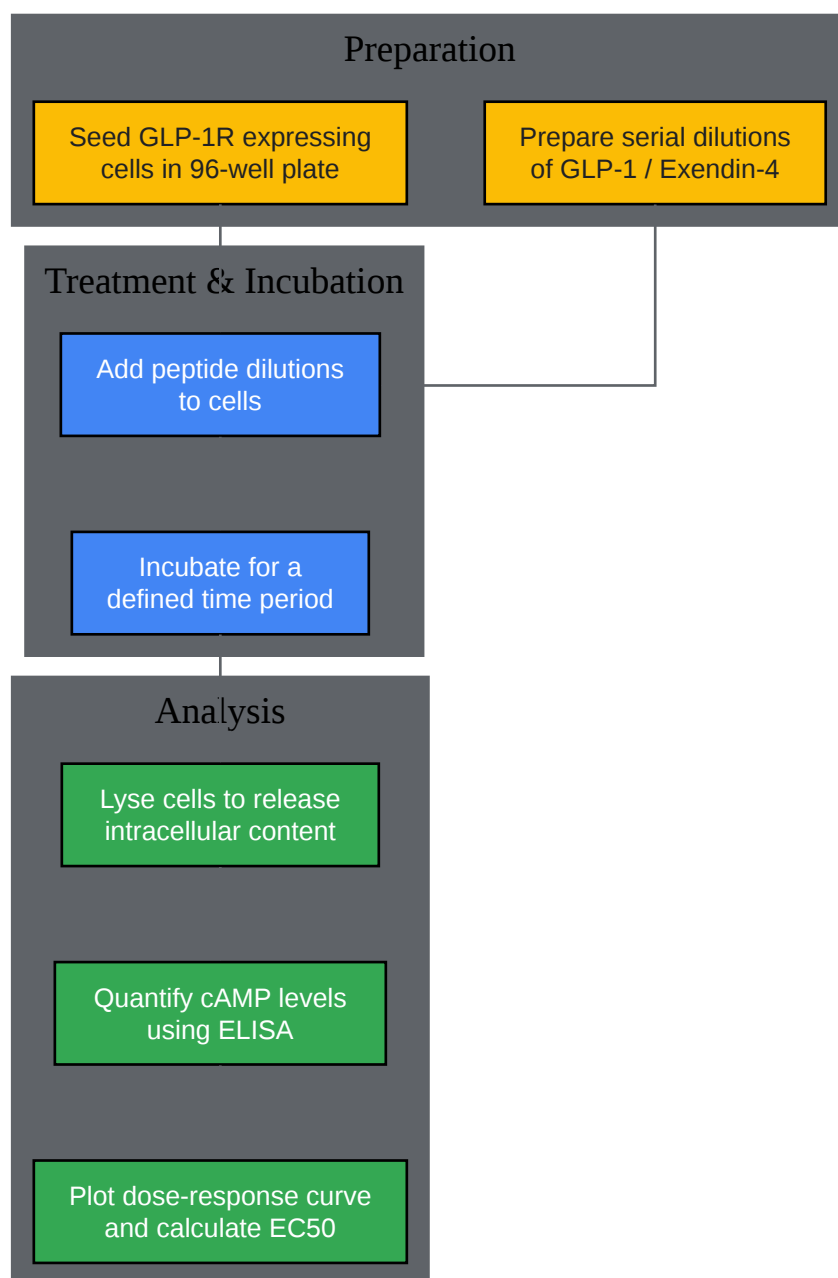 Preparation
Seed GLP-1R expressing
cells in 96-well plate
Prepare serial dilutions
of GLP-1 / Exendin-4
Treatment & Incubation
Add peptide dilutions
to cells
Incubate for a
defined time period
Analysis
Lyse cells to release
intracellular content
Quantify cAMP levels
using ELISA
Plot dose-response curve
and calculate EC50